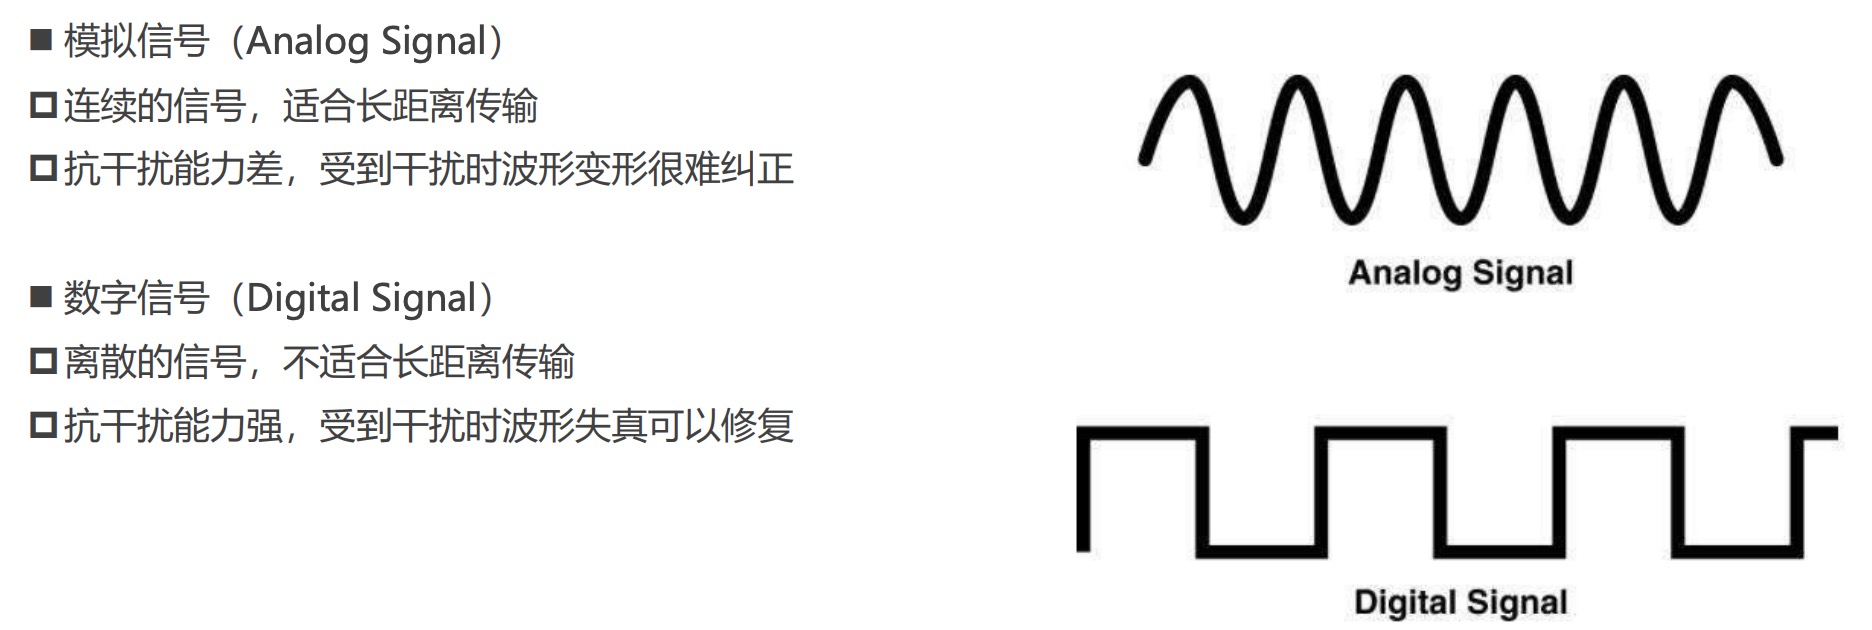 ■ 模拟信号（Analog Signal）
连续的信号，适合长距离传输
抗干扰能力差，受到干扰时波形变形很难纠正
■ 数字信号（Digital Signal）
离散的信号，不适合长距离传输
抗干扰能力强，受到干扰时波形失真可以修复
Analog Signal
Digital Signal